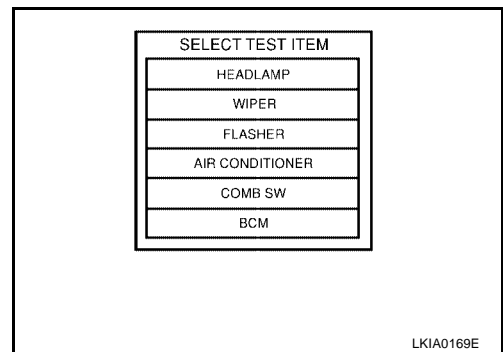 SELECT TEST ITEM
HEADLAMP
WIPER
FLASHER
AIR CONDITIONER
COMB SW
BCM
LKIA0169E